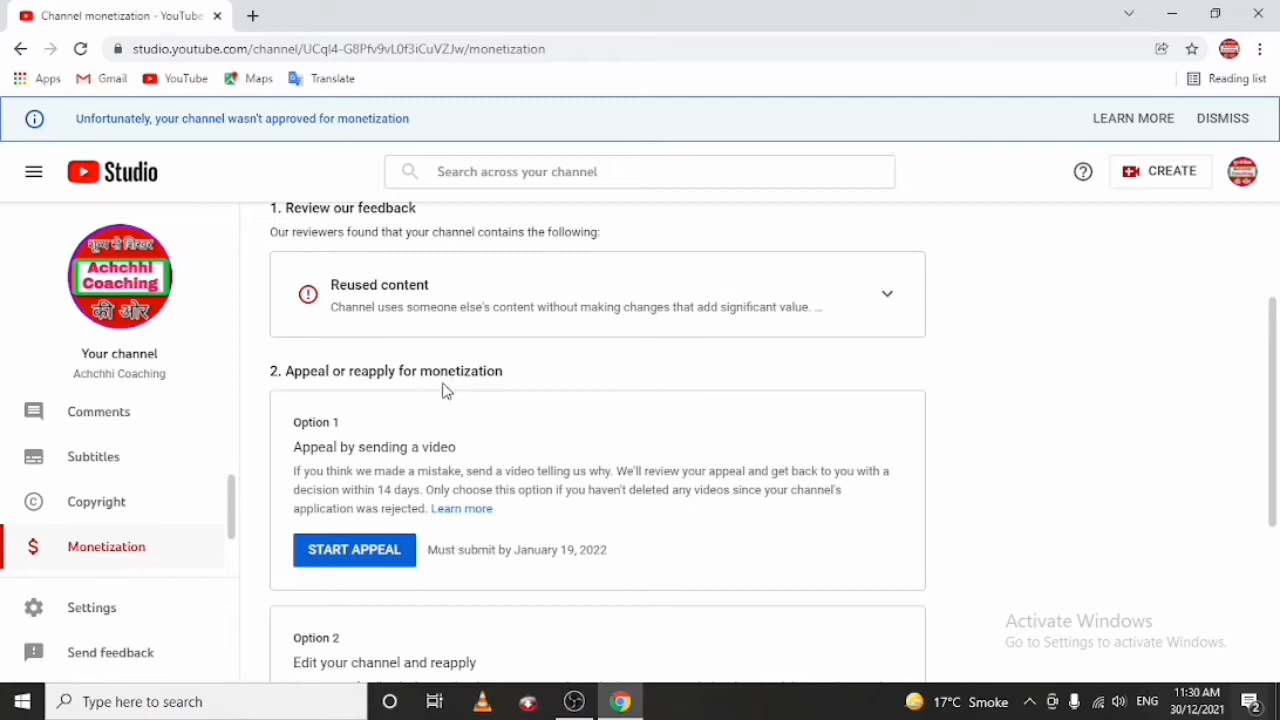 Channel monetization - YouTube
studio.youtube.com/channel/UCql4-G8Pfv9vL0f3iCuVZJw/monetization
Apps Gmail YouTube Maps Translate Reading list
Unfortunately, your channel wasn't approved for monetization LEARN MORE DISMISS
Studio Search across your channel CREATE
1. Review our feedback
Our reviewers found that your channel contains the following:
Reused content
Channel uses someone else's content without making changes that add significant value. ...
2. Appeal or reapply for monetization
Option 1
Appeal by sending a video
If you think we made a mistake, send a video telling us why. We'll review your appeal and get back to you with a
decision within 14 days. Only choose this option if you haven't deleted any videos since your channel's
application was rejected. Learn more
START APPEAL Must submit by January 19, 2022
Option 2
Edit your channel and reapply
शून्य से शिखर
Achchhi
Coaching
की ओर
Your channel
Achchhi Coaching
Comments
Subtitles
Copyright
Monetization
Settings
Send feedback
Activate Windows
Go to Settings to activate Windows.
Type here to search
17°C Smoke
ENG
11:30 AM
30/12/2021
2